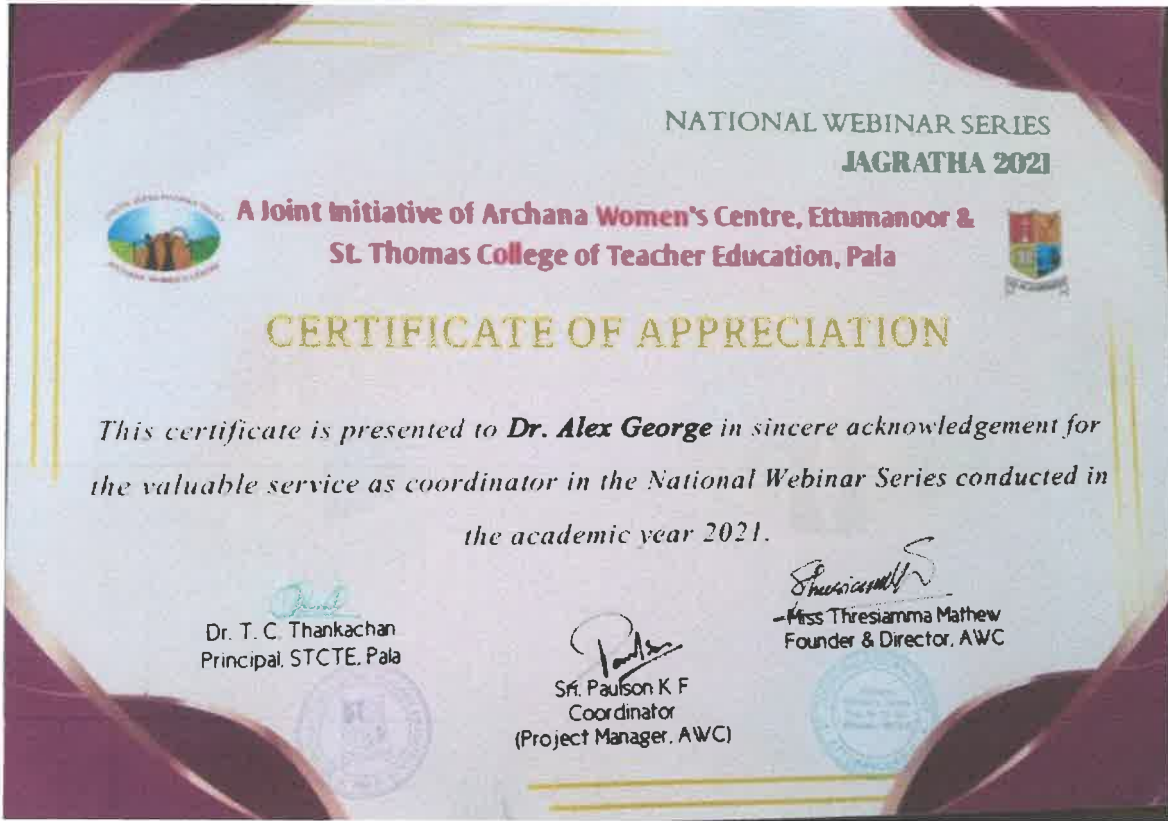 NATIONAL WEBINAR SERIES
JAGRATHA 2021
A Joint Initiative of Archana Women's Centre, Ettumanoor &
St. Thomas College of Teacher Education, Pala
CERTIFICATE OF APPRECIATION
This certificate is presented to Dr. Alex George in sincere acknowledgement for
the valuable service as coordinator in the National Webinar Series conducted in
the academic year 2021.
Dr. T. C. Thankachan
Principal, STCTE, Pala
Sri. Paulson K F
Coordinator
(Project Manager, AWC)
Miss Thresiamma Mathew
Founder & Director, AWC